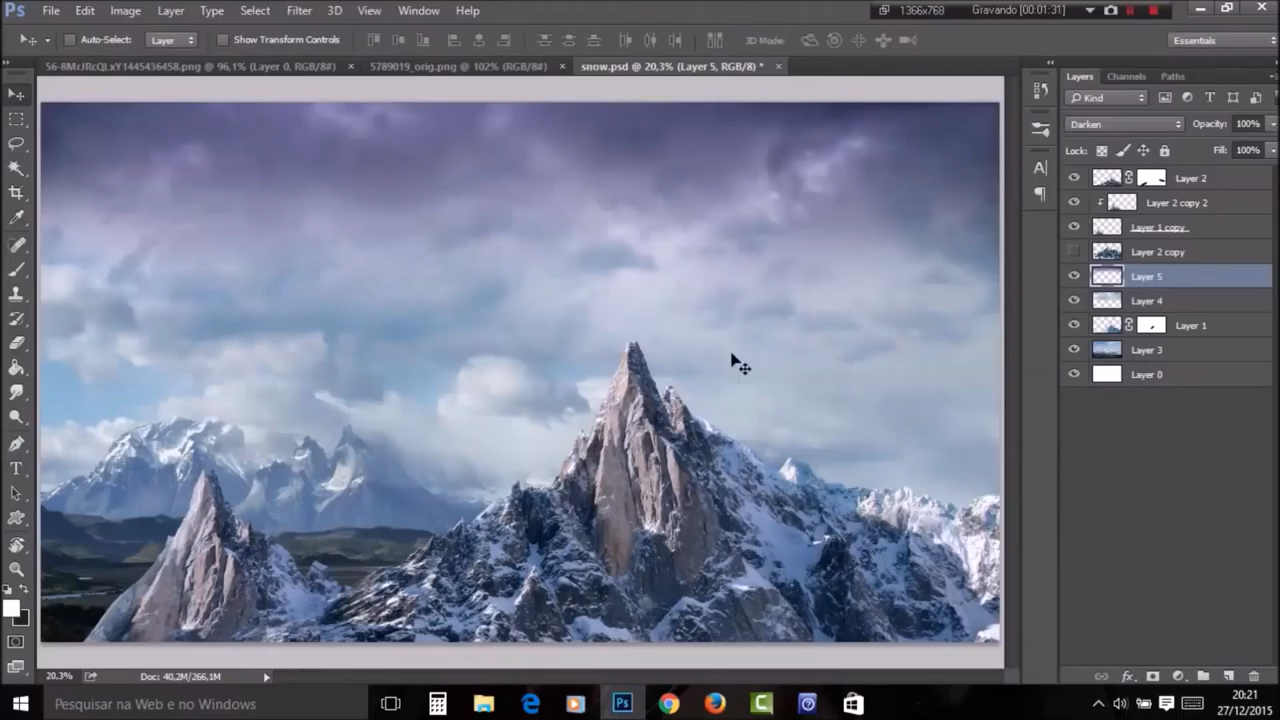 Ps File Edit Image Layer Type Select Filter 3D View Window Help 1366x768 Gravando [00:01:31]
Auto-Select: Layer Show Transform Controls 3D Mode: Essentials
56-8MrJRcQLxY1445436458.png @ 96,1% (Layer 0, RGB/8#) × 5789019_orig.png @ 102% (RGB/8#) × snow.psd @ 20,3% (Layer 5, RGB/8) * ×
Layers Channels Paths
Kind
Darken Opacity: 100%
Lock: Fill: 100%
Layer 2
Layer 2 copy 2
Layer 1 copy
Layer 2 copy
Layer 5
Layer 4
Layer 1
Layer 3
Layer 0
20,3% Doc: 40,2M/266,1M
Pesquisar na Web e no Windows
20:21
27/12/2015